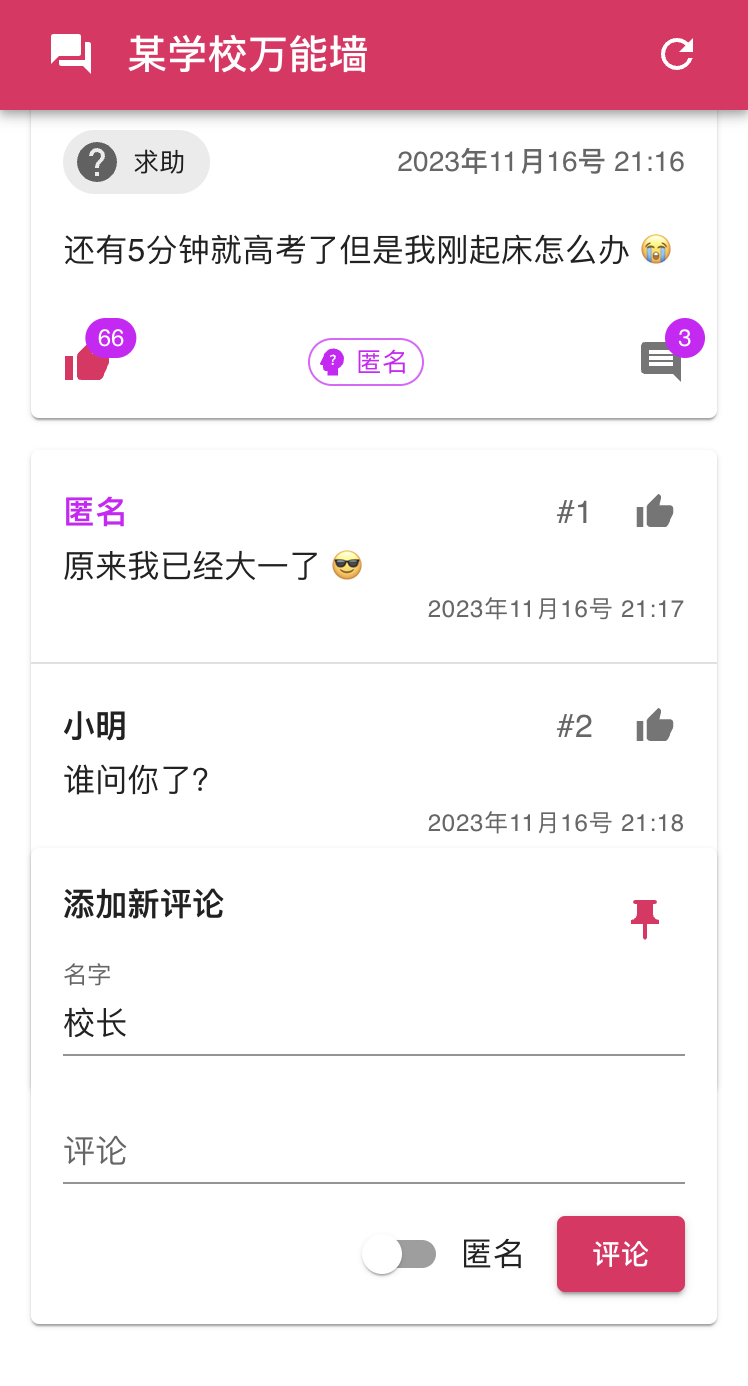 某学校万能墙
求助
2023年11月16号 21:16
还有5分钟就高考了但是我刚起床怎么办 😭
66
匿名
3
匿名
#1
原来我已经大一了 😎
2023年11月16号 21:17
小明
#2
谁问你了?
2023年11月16号 21:18
添加新评论
名字
校长
评论
匿名
评论